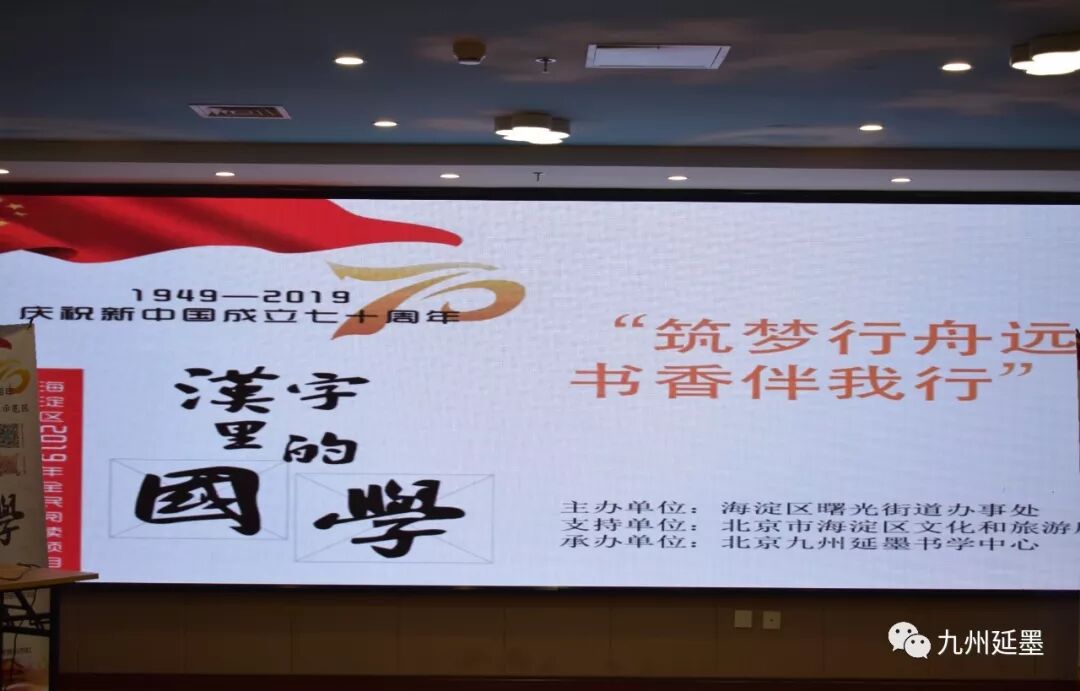 1949—2019
70
庆祝新中国成立七十周年
漢字
里的
國學
海淀区2019年全民阅读项目
“筑梦行舟远
书香伴我行”
主办单位：海淀区曙光街道办事处
支持单位：北京市海淀区文化和旅游局
承办单位：北京九州延墨书学中心
學
九州延墨